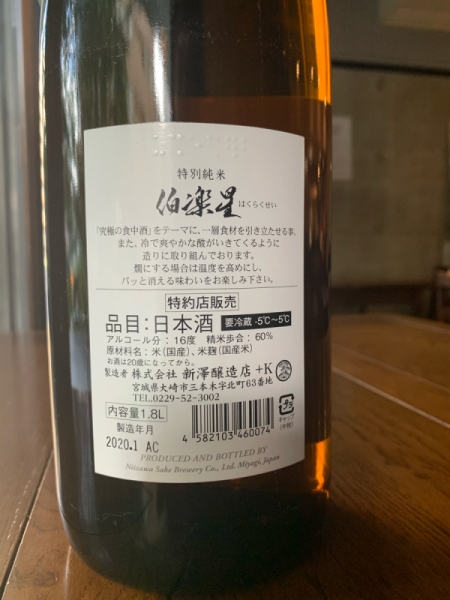 特別純米
伯楽星 はくらくせい
『究極の食中酒』をテーマに、一層食材を引き立たせる事、
また、冷で爽やかな酸がいきてくるように
造りに取り組んでおります。
燗にする場合は温度を高めにし、
パッと消える味わいをお楽しみ下さい。
特約店販売
品目:日本酒 要冷蔵 -5℃～5℃
アルコール分:16度 精米歩合:60%
原材料名:米(国産)、米麹(国産米)
お酒は20歳になってから。
製造者 株式会社 新澤醸造店 +K
宮城県大崎市三本木字北町63番地
TEL.0229-52-3002
内容量1.8L
製造年月
2020.1 AC
4 582103 460074
キャップ
PRODUCED AND BOTTLED BY
Niizawa Sake Brewery Co., Ltd. Miyagi, Japan